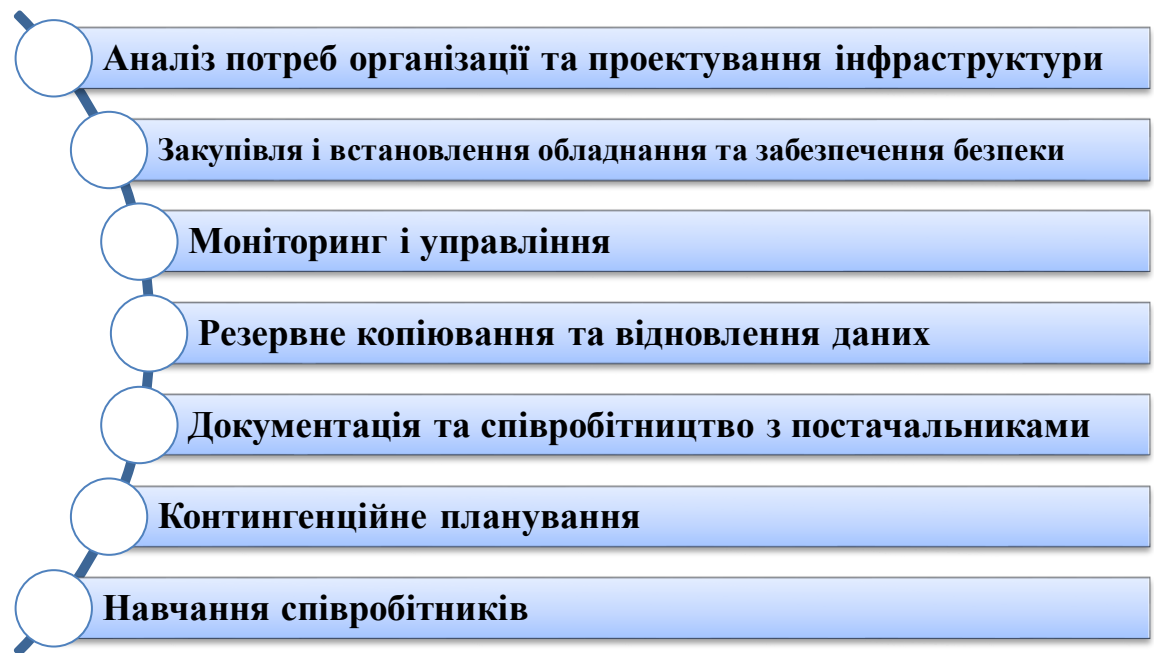 Аналіз потреб організації та проектування інфраструктури
Закупівля і встановлення обладнання та забезпечення безпеки
Моніторинг і управління
Резервне копіювання та відновлення даних
Документація та співробітництво з постачальниками
Контингенційне планування
Навчання співробітників